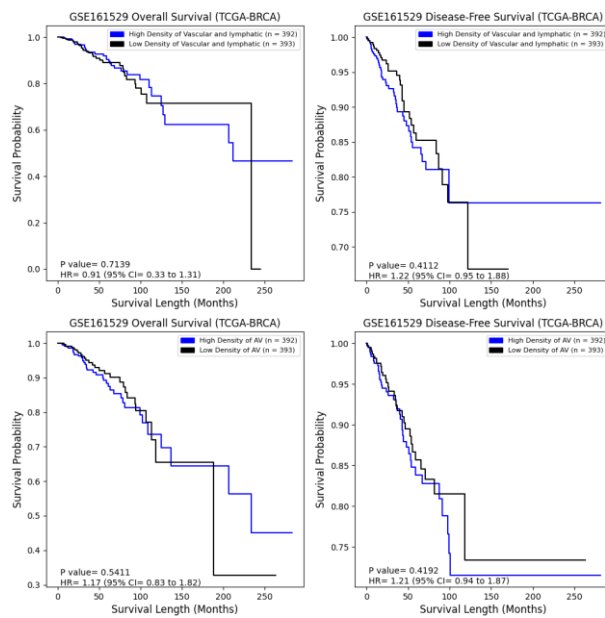 GSE161529 Overall Survival (TCGA-BRCA)
High Density of Vascular and lymphatic (n = 392)
Low Density of Vascular and lymphatic (n = 393)
Survival Probability
1.0
0.8
0.6
0.4
0.2
0.0
P value= 0.7139
HR= 0.91 (95% CI= 0.33 to 1.31)
0 50 100 150 200 250
Survival Length (Months)
GSE161529 Disease-Free Survival (TCGA-BRCA)
High Density of Vascular and lymphatic (n = 392)
Low Density of Vascular and lymphatic (n = 393)
Survival Probability
1.00
0.95
0.90
0.85
0.80
0.75
0.70
P value= 0.4112
HR= 1.22 (95% CI= 0.95 to 1.88)
0 50 100 150 200 250
Survival Length (Months)
GSE161529 Overall Survival (TCGA-BRCA)
High Density of AV (n = 392)
Low Density of AV (n = 393)
Survival Probability
1.0
0.9
0.8
0.7
0.6
0.5
0.4
0.3
P value= 0.5411
HR= 1.17 (95% CI= 0.83 to 1.82)
0 50 100 150 200 250
Survival Length (Months)
GSE161529 Disease-Free Survival (TCGA-BRCA)
High Density of AV (n = 392)
Low Density of AV (n = 393)
Survival Probability
1.00
0.95
0.90
0.85
0.80
0.75
P value= 0.4192
HR= 1.21 (95% CI= 0.94 to 1.87)
0 50 100 150 200 250
Survival Length (Months)